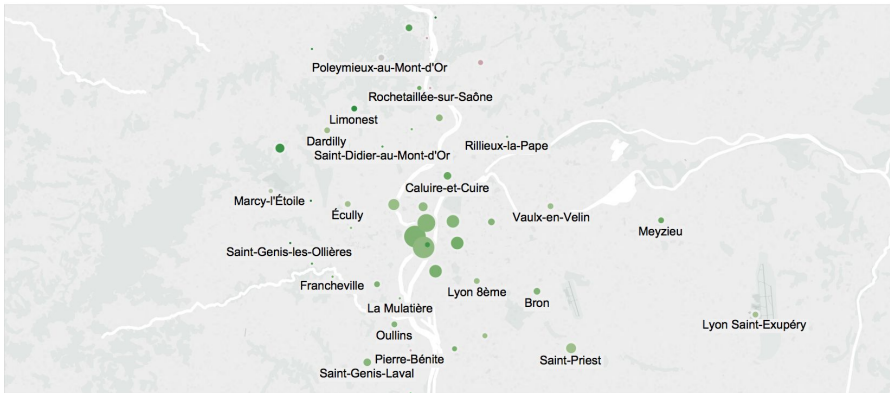 Poleymieux-au-Mont-d'Or
Rochetaillée-sur-Saône
Limonest
Dardilly
Rillieux-la-Pape
Saint-Didier-au-Mont-d'Or
Caluire-et-Cuire
Marcy-l'Étoile
Écully
Vaulx-en-Velin
Meyzieu
Saint-Genis-les-Ollières
Francheville
Lyon 8ème
Bron
La Mulatière
Lyon Saint-Exupéry
Oullins
Pierre-Bénite
Saint-Priest
Saint-Genis-Laval